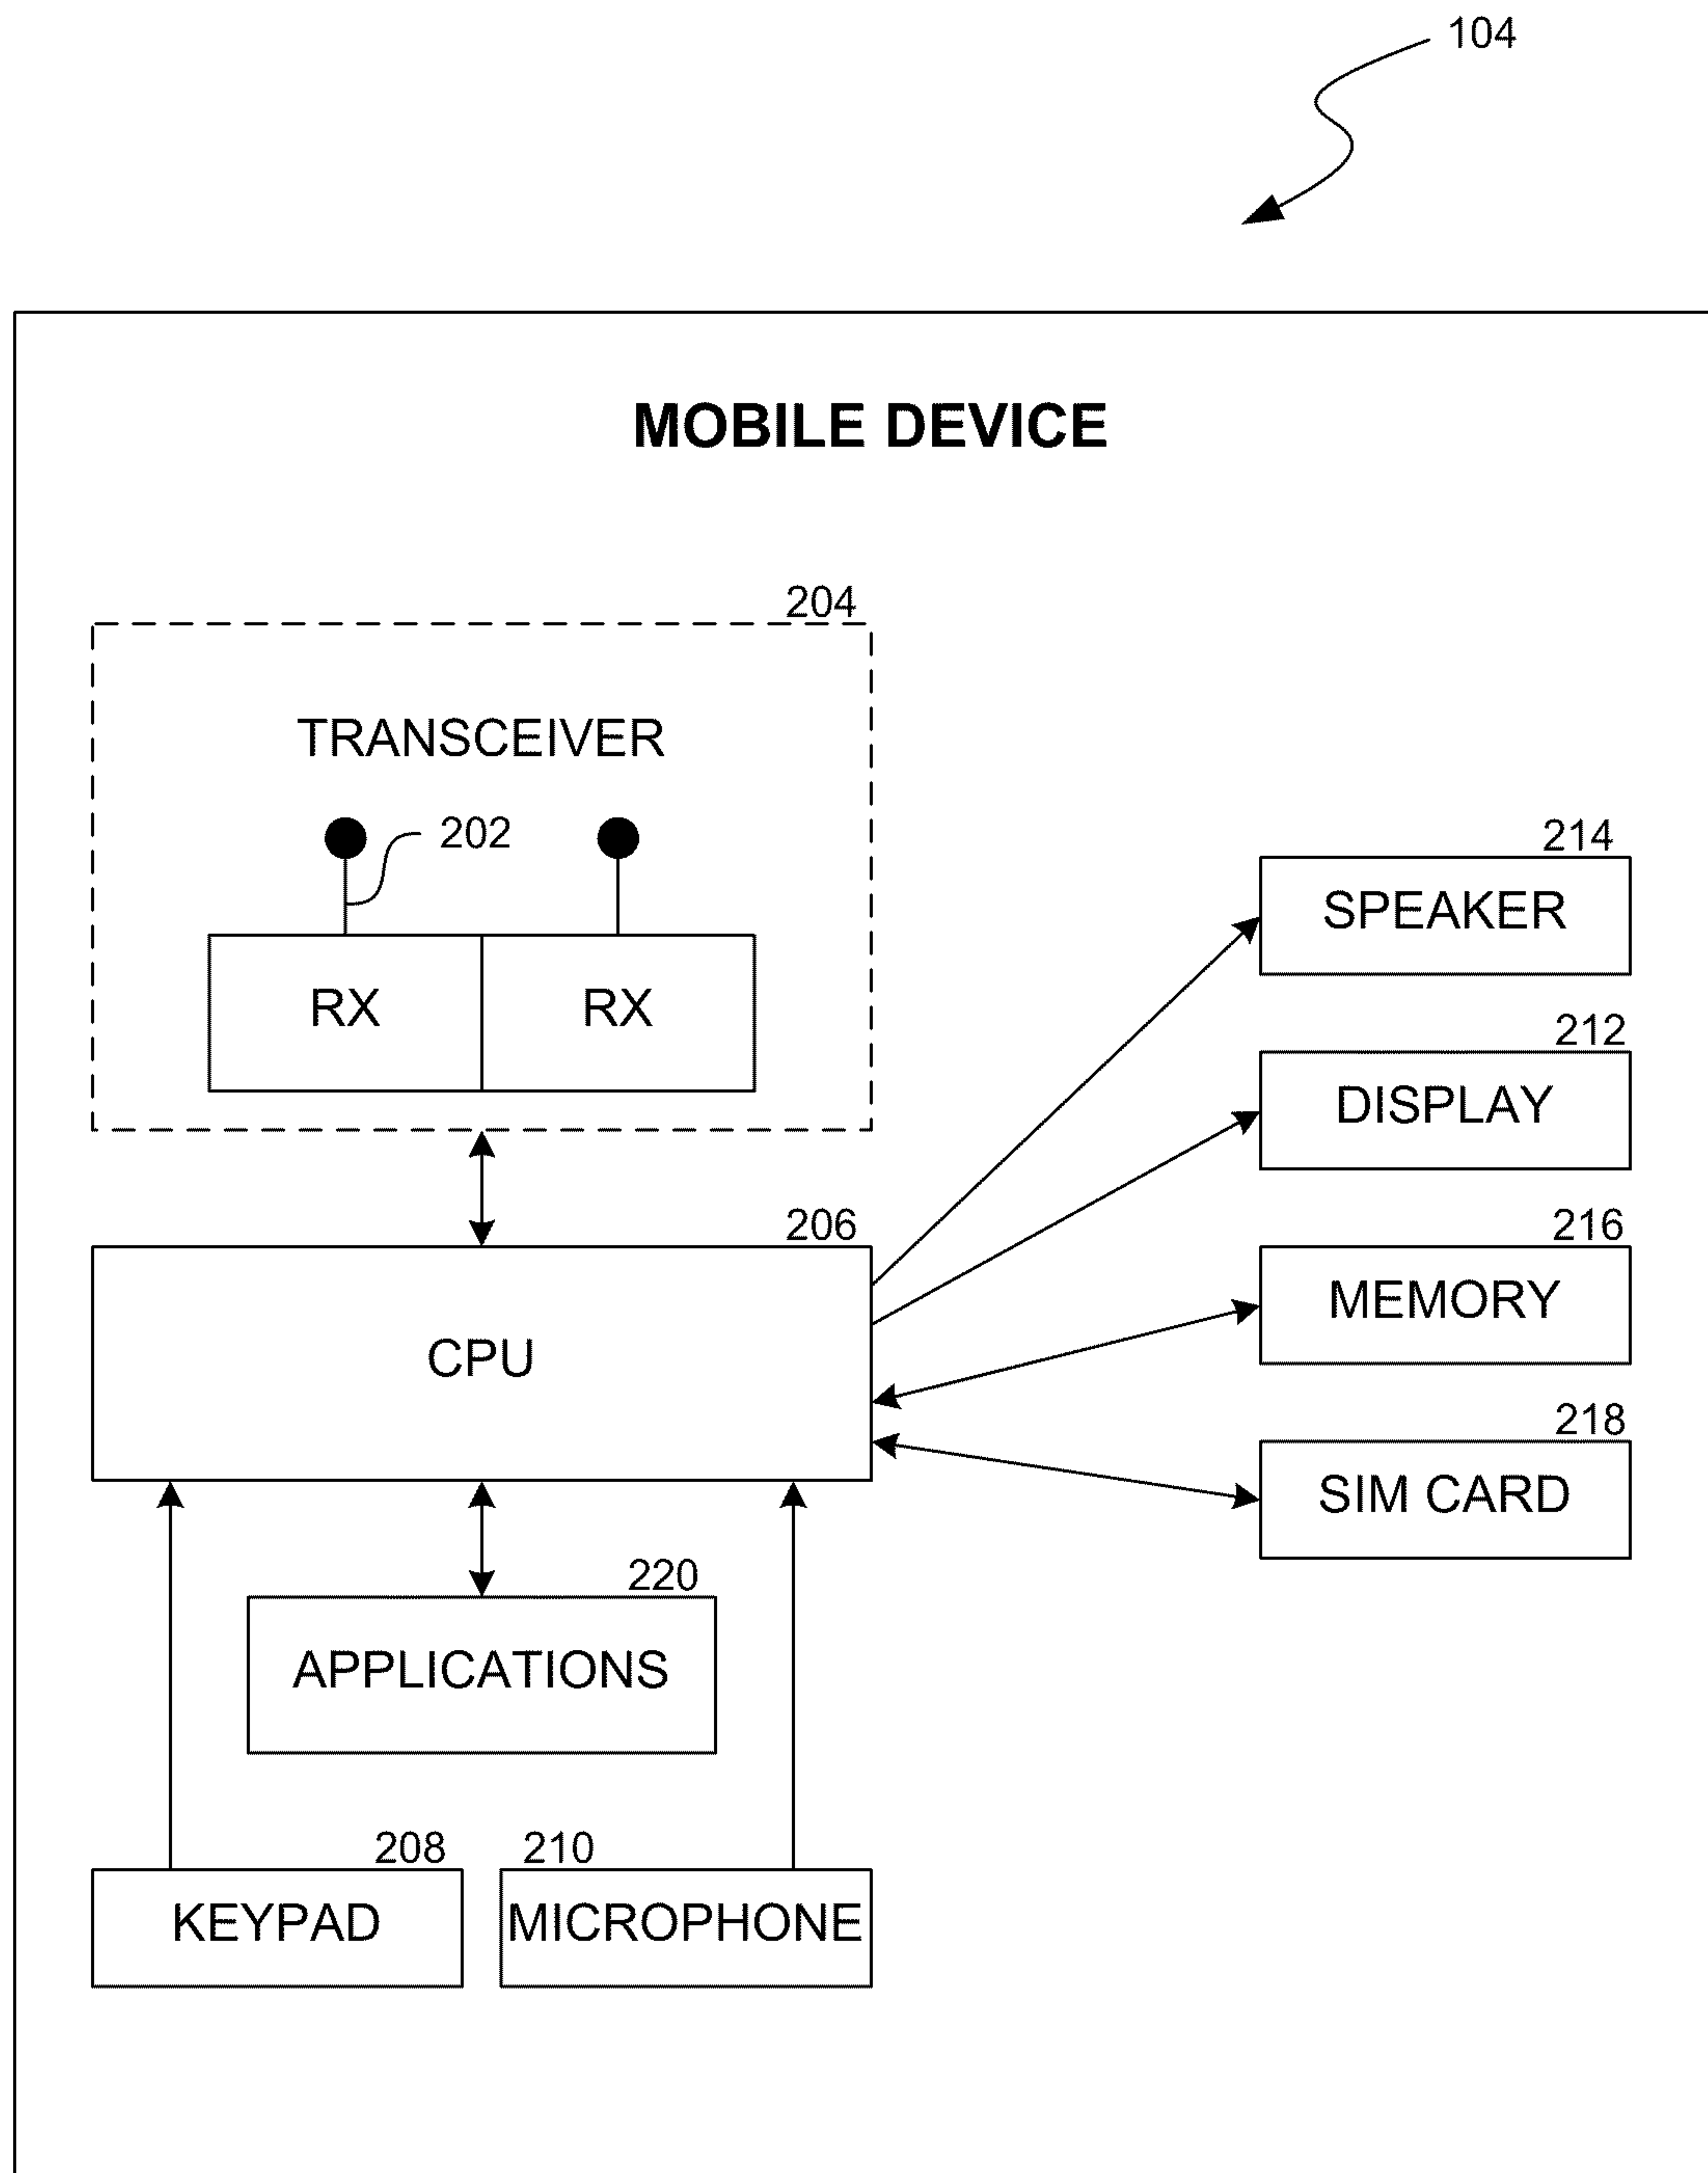 104
MOBILE DEVICE
204
TRANSCEIVER
202
RX RX
214
SPEAKER
212
DISPLAY
206
CPU
216
MEMORY
218
SIM CARD
220
APPLICATIONS
208
KEYPAD
210
MICROPHONE